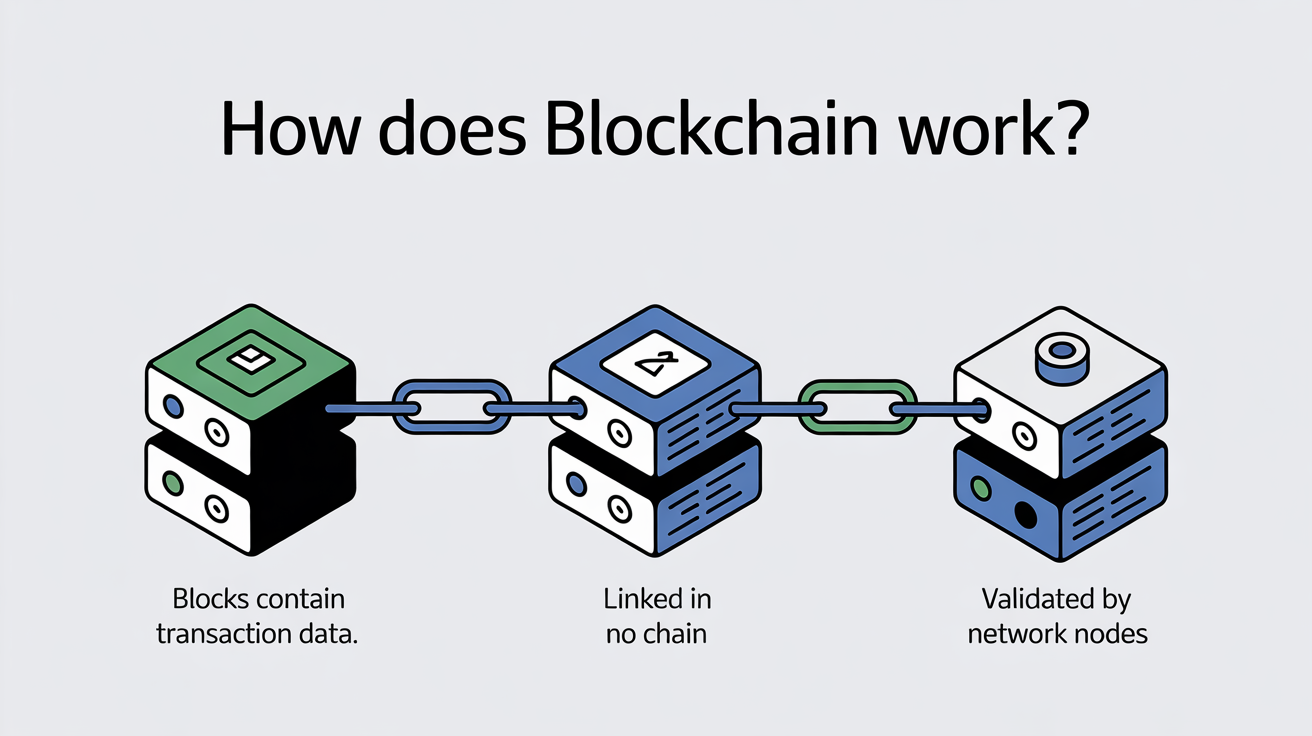 How does Blockchain work?
Blocks contain
transaction data.
Linked in
no chain
Validated by
network nodes